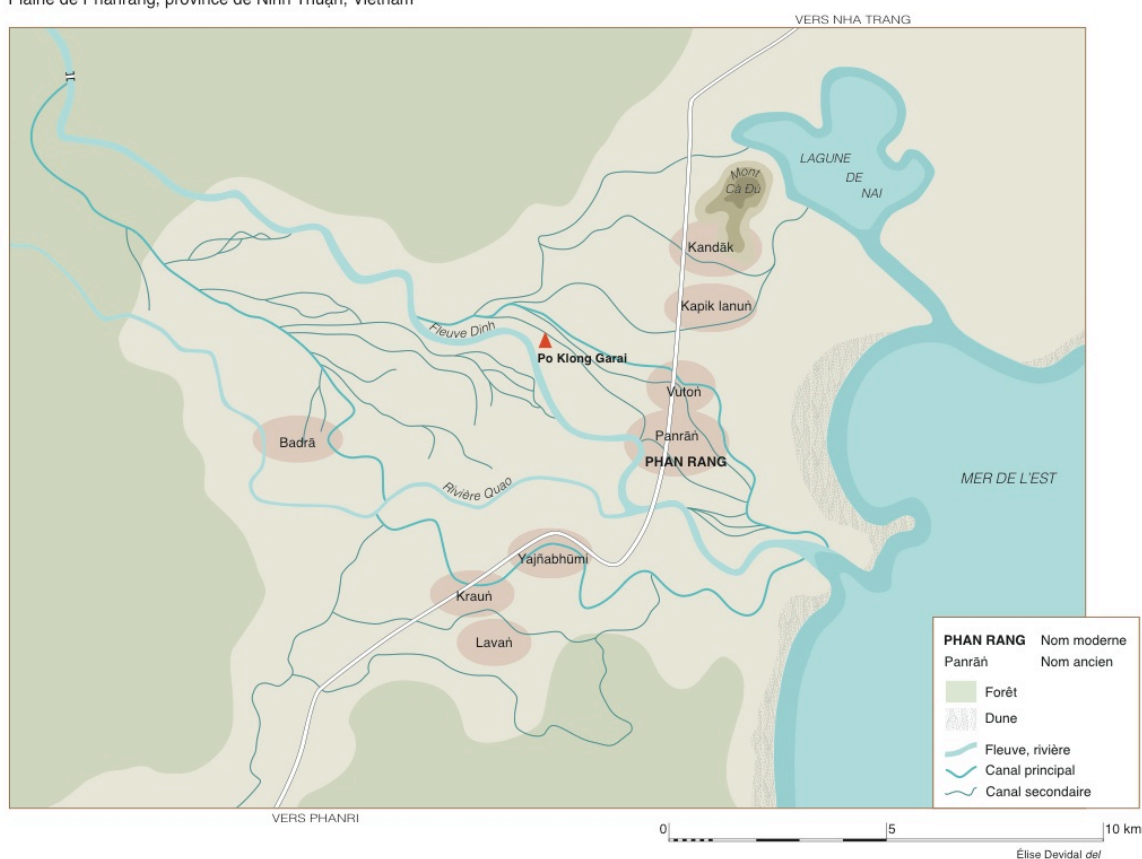 Plaine de Phanrang, province de Ninh Thuận, Vietnam
VERS NHA TRANG
LAGUNE
DE
NAI
Mont
Cà Đú
Kandāk
Kapik lanuṅ
Fleuve Dinh
Po Klong Garai
Vutoṅ
Badrā
Panrāṅ
PHAN RANG
MER DE L'EST
Rivière Quao
Yajñabhūmi
Krauṅ
Lavaṅ
PHAN RANG Nom moderne
Panrāṅ Nom ancien
Forêt
Dune
Fleuve, rivière
Canal principal
Canal secondaire
VERS PHANRI
0 5 10 km
Élise Devidal del